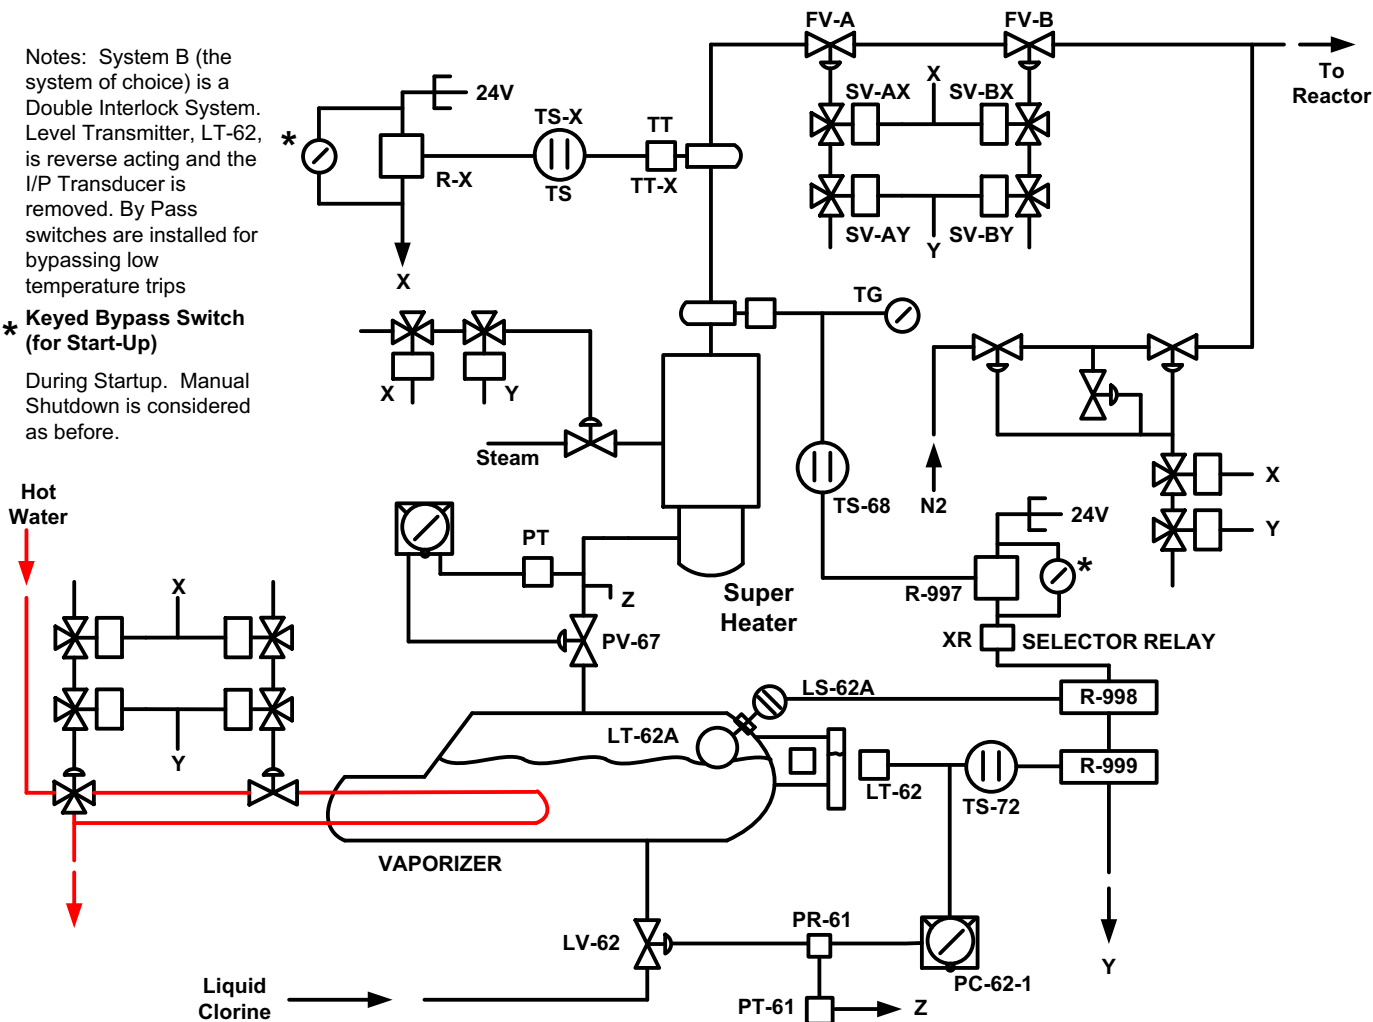 Notes: System B (the
system of choice) is a
Double Interlock System.
Level Transmitter, LT-62,
is reverse acting and the
I/P Transducer is
removed. By Pass
switches are installed for
bypassing low
temperature trips
* Keyed Bypass Switch
(for Start-Up)
During Startup. Manual
Shutdown is considered
as before.
*
24V
R-X
X
TS-X
TS
TT
TT-X
FV-A
FV-B
To
Reactor
X
SV-AX
SV-BX
SV-AY
SV-BY
Y
TG
X
Y
Steam
TS-68
N2
X
Y
24V
*
R-997
XR
SELECTOR RELAY
Super
Heater
Hot
Water
PT
Z
PV-67
X
Y
LS-62A
R-998
LT-62A
R-999
LT-62
TS-72
VAPORIZER
LV-62
PR-61
PC-62-1
Y
PT-61
Z
Liquid
Clorine